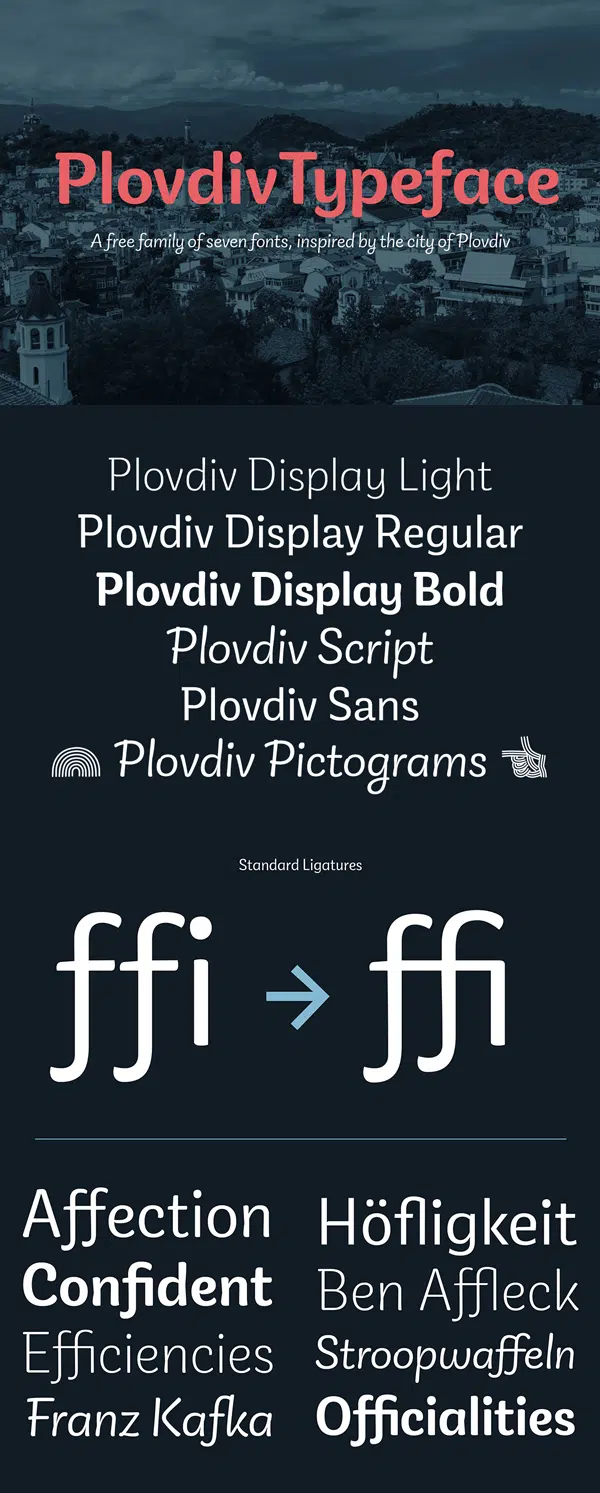 PlovdivTypeface
A free family of seven fonts, inspired by the city of Plovdiv
Plovdiv Display Light
Plovdiv Display Regular
Plovdiv Display Bold
Plovdiv Script
Plovdiv Sans
Plovdiv Pictograms
Standard Ligatures
ffi → ffi
Affection
Confident
Efficiencies
Franz Kafka
Höfligkeit
Ben Affleck
Stroopwaffeln
Officialities